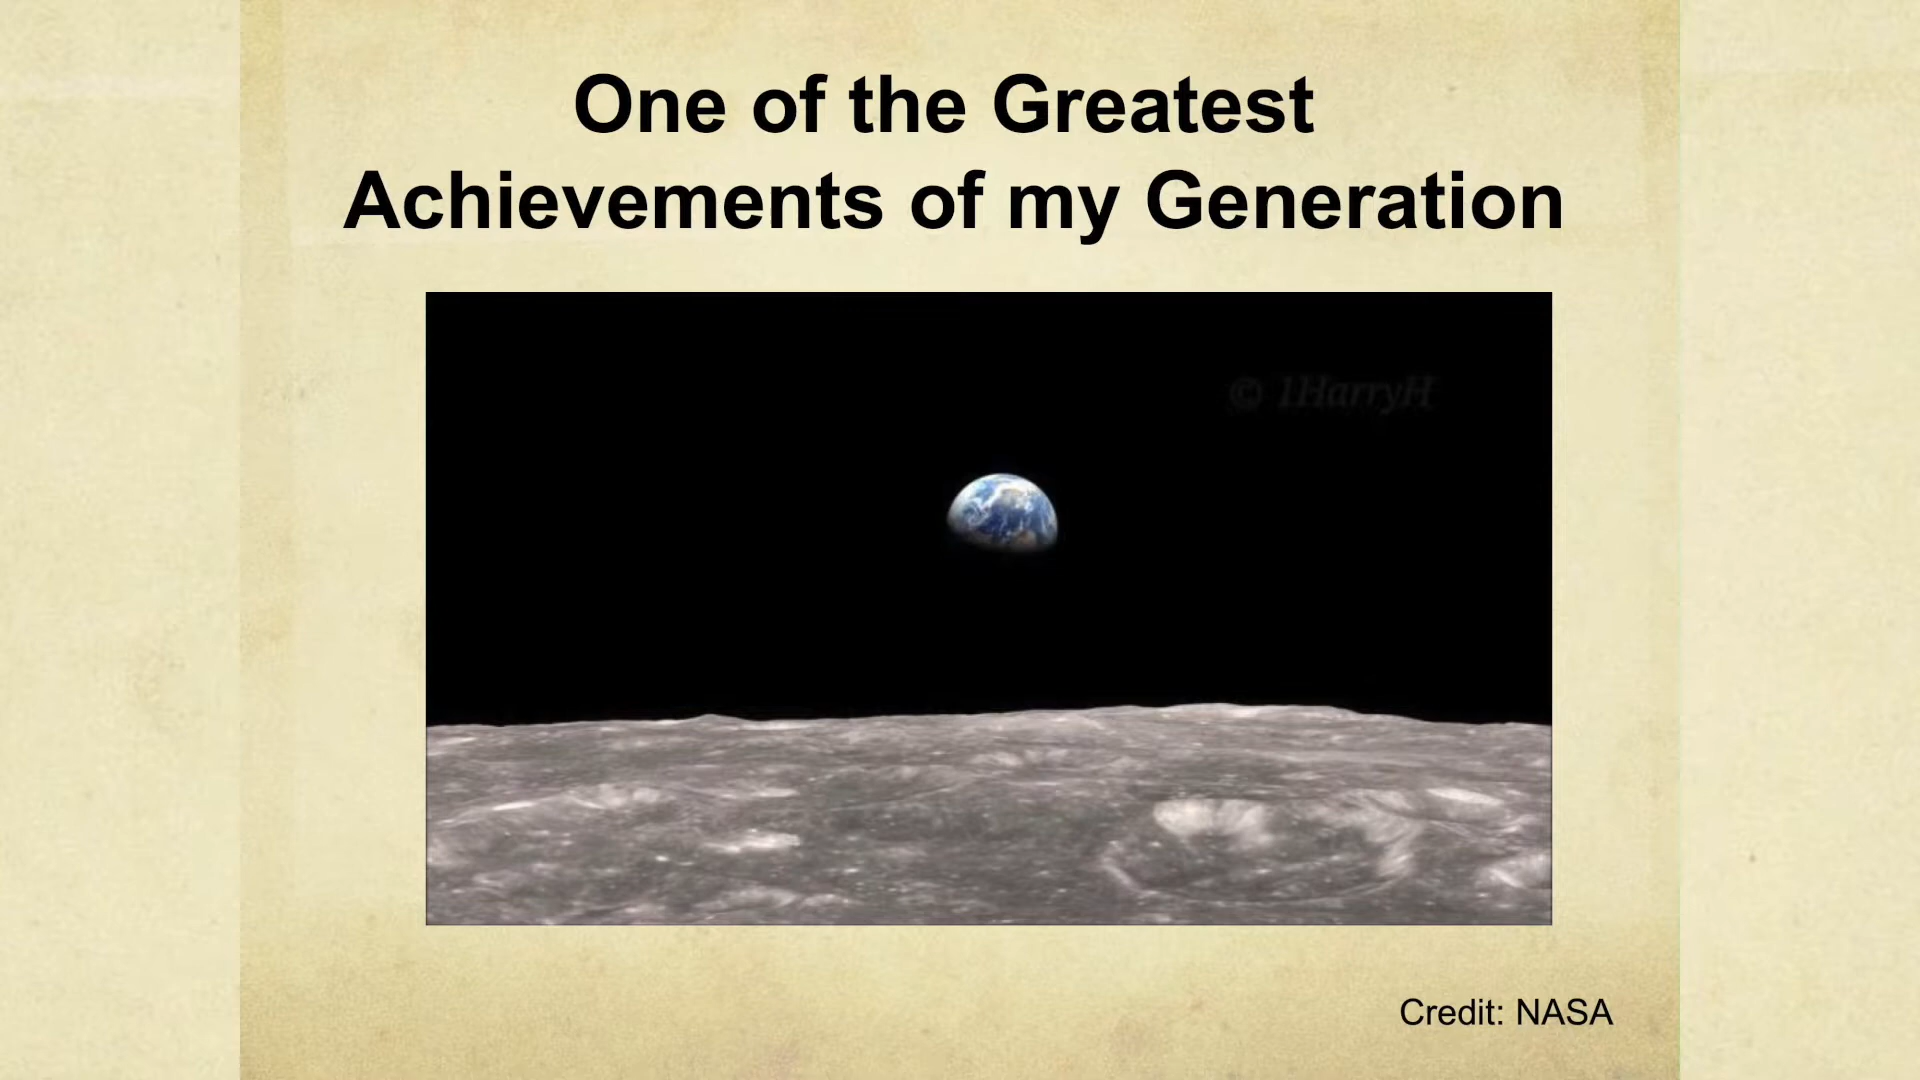 One of the Greatest
Achievements of my Generation
© 1HarryH
Credit: NASA